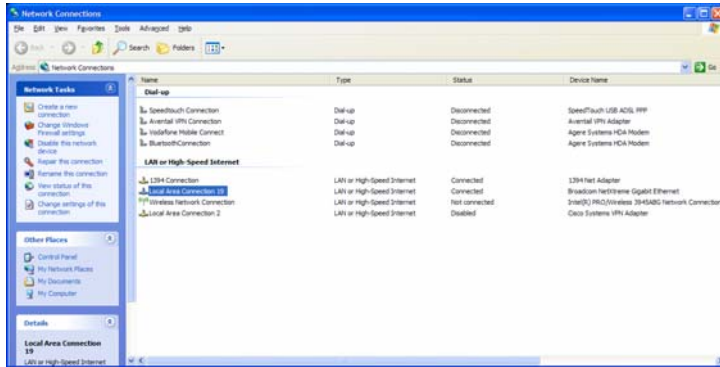 Network Connections
File Edit View Favorites Tools Advanced Help
Back Search Folders
Address Network Connections Go
Network Tasks
Create a new
connection
Change Windows
Firewall settings
Disable this network
device
Repair this connection
Rename this connection
View status of this
connection
Change settings of this
connection
Other Places
Control Panel
My Network Places
My Documents
My Computer
Details
Local Area Connection
19
LAN or High-Speed Internet
Name Type Status Device Name
Dial-up
Speedtouch Connection Dial-up Disconnected SpeedTouch USB ADSL PPP
Aventail VPN Connection Dial-up Disconnected Aventail VPN Adapter
Vodafone Mobile Connect Dial-up Disconnected Agere Systems HDA Modem
BluetoothConnection Dial-up Disconnected Agere Systems HDA Modem
LAN or High-Speed Internet
1394 Connection LAN or High-Speed Internet Connected 1394 Net Adapter
Local Area Connection 19 LAN or High-Speed Internet Connected Broadcom NetXtreme Gigabit Ethernet
Wireless Network Connection LAN or High-Speed Internet Not connected Intel(R) PRO/Wireless 3945ABG Network Connection
Local Area Connection 2 LAN or High-Speed Internet Disabled Cisco Systems VPN Adapter